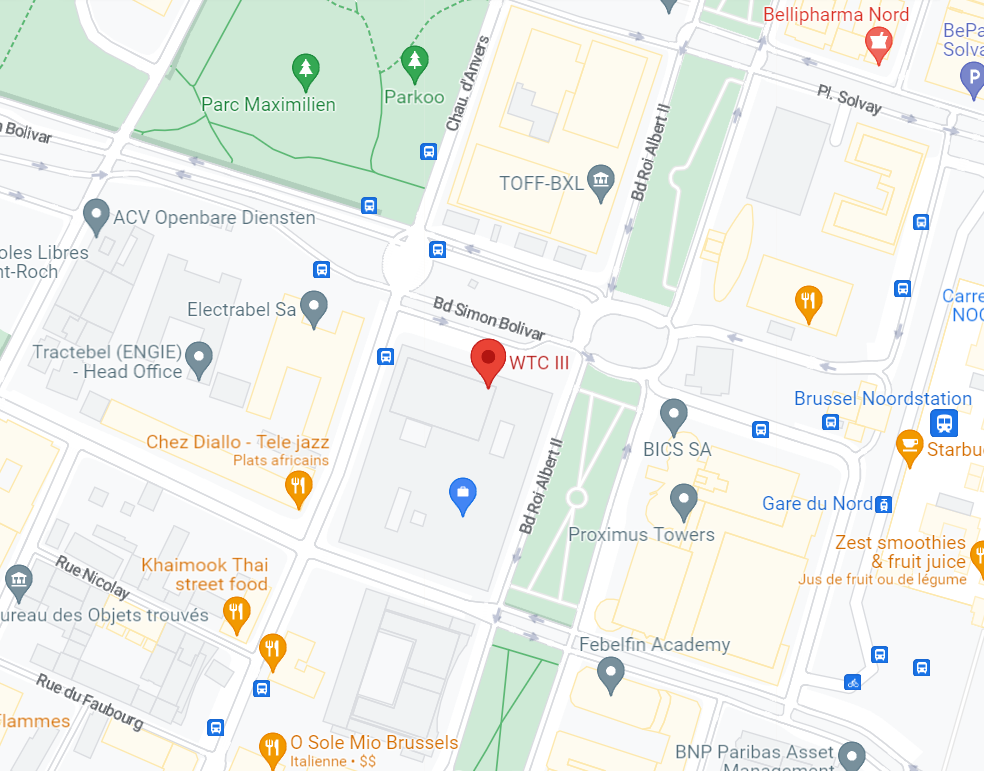 Bellipharma Nord
BePa
Solva
P
Parc Maximilien
Parkoo
Chau. d'Anvers
Pl. Solvay
Bd Roi Albert II
n Bolivar
TOFF-BXL
ACV Openbare Diensten
oles Libres
nt-Roch
Electrabel Sa
Bd Simon Bolivar
Carre
NOO
Tractebel (ENGIE)
- Head Office
WTC III
Brussel Noordstation
Chez Diallo - Tele jazz
Plats africains
BICS SA
Starbu
Bd Roi Albert II
Gare du Nord
Proximus Towers
Zest smoothies
& fruit juice
Jus de fruit ou de légume
Khaimook Thai
street food
Rue Nicolay
ureau des Objets trouvés
Febelfin Academy
Rue du Faubourg
Flammes
O Sole Mio Brussels
Italienne • $$
BNP Paribas Asset
Management